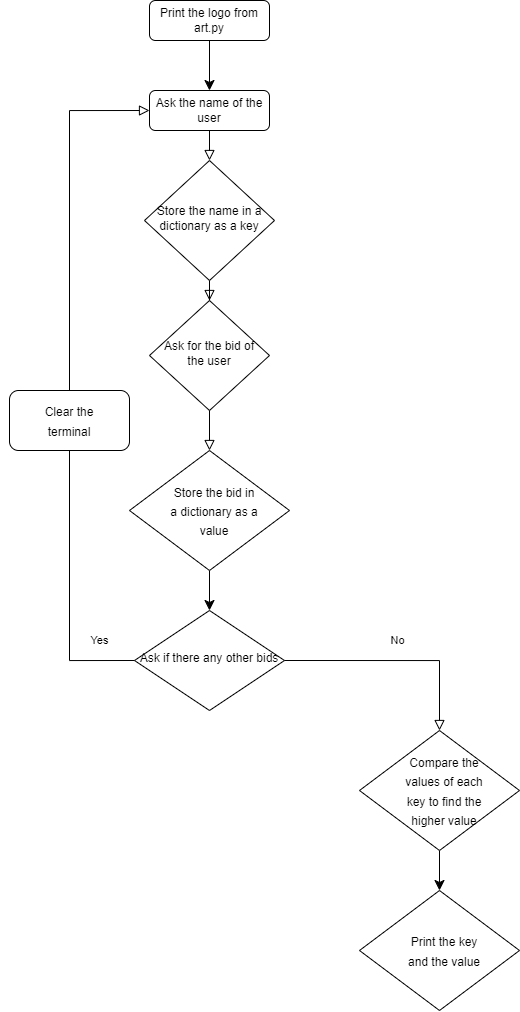 Print the logo from
art.py
Ask the name of the
user
Store the name in a
dictionary as a key
Ask for the bid of
the user
Clear the
terminal
Store the bid in
a dictionary as a
value
Yes
No
Ask if there any other bids
Compare the
values of each
key to find the
higher value
Print the key
and the value